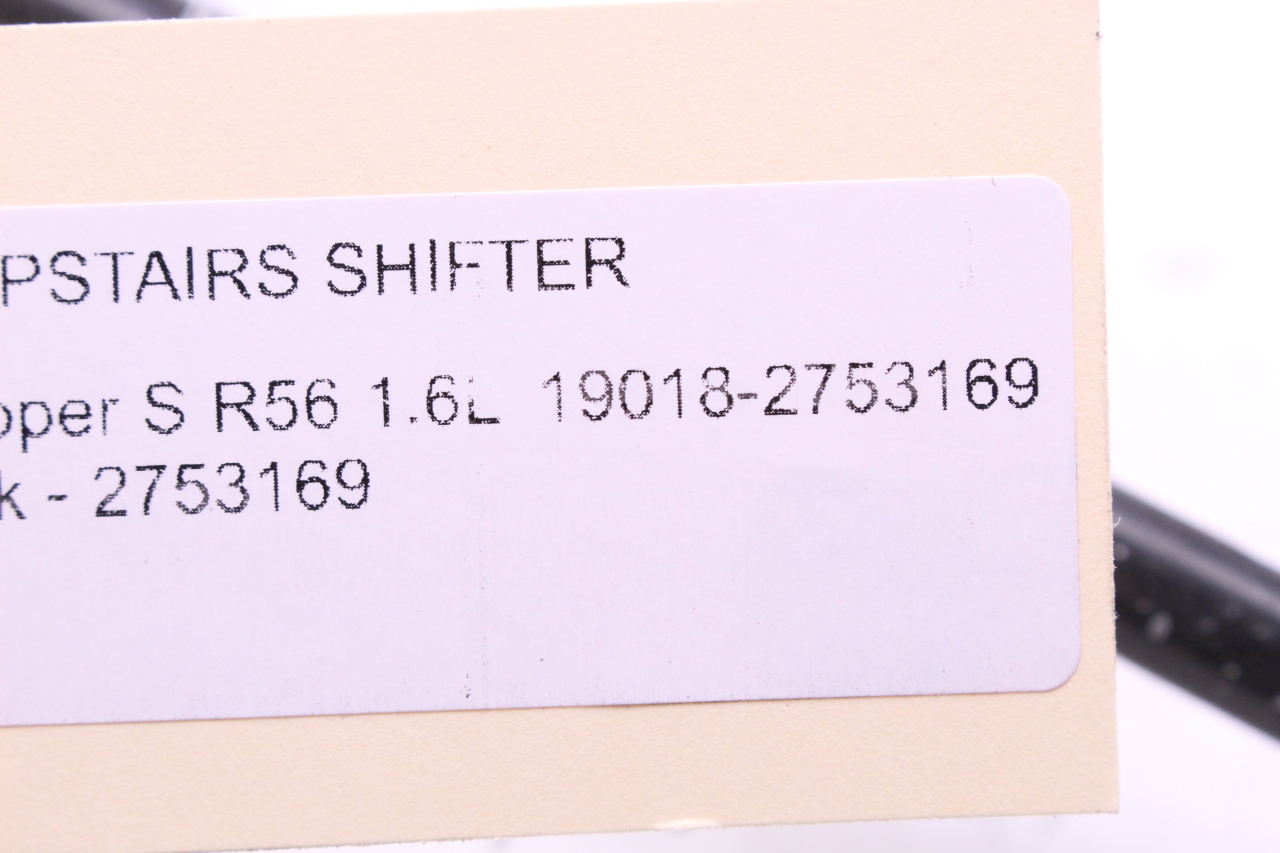 PSTAIRS SHIFTER
oper S R56 1.6L 19018-2753169
k - 2753169